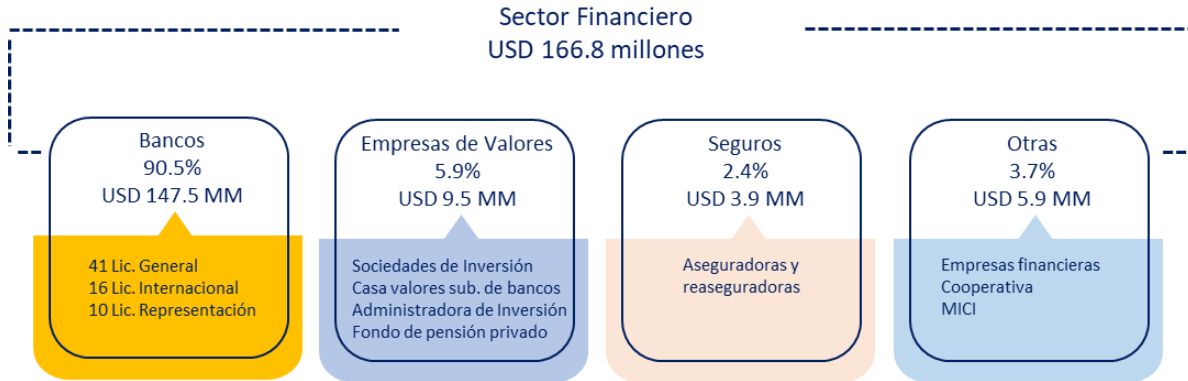 Sector Financiero
USD 166.8 millones
Bancos
90.5%
USD 147.5 MM
41 Lic. General
16 Lic. Internacional
10 Lic. Representación
Empresas de Valores
5.9%
USD 9.5 MM
Sociedades de Inversión
Casa valores sub. de bancos
Administradora de Inversión
Fondo de pensión privado
Seguros
2.4%
USD 3.9 MM
Aseguradoras y
reaseguradoras
Otras
3.7%
USD 5.9 MM
Empresas financieras
Cooperativa
MICI